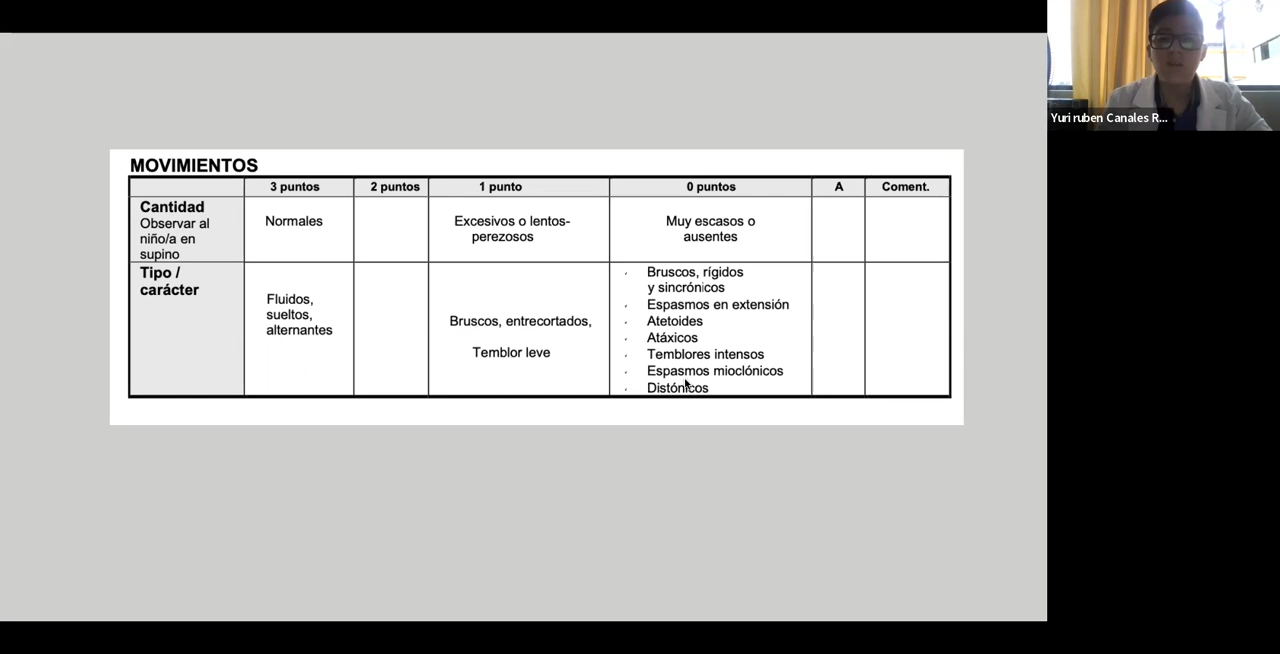 MOVIMIENTOS
3 puntos 2 puntos 1 punto 0 puntos A Coment.
Cantidad
Observar al
niño/a en
supino
Normales
Excesivos o lentos-
perezosos
Muy escasos o
ausentes
Tipo /
carácter
Fluidos,
sueltos,
alternantes
Bruscos, entrecortados,
Temblor leve
Bruscos, rígidos
y sincrónicos
Espasmos en extensión
Atetoides
Atáxicos
Temblores intensos
Espasmos mioclónicos
Distónicos
Yuri ruben Canales R...